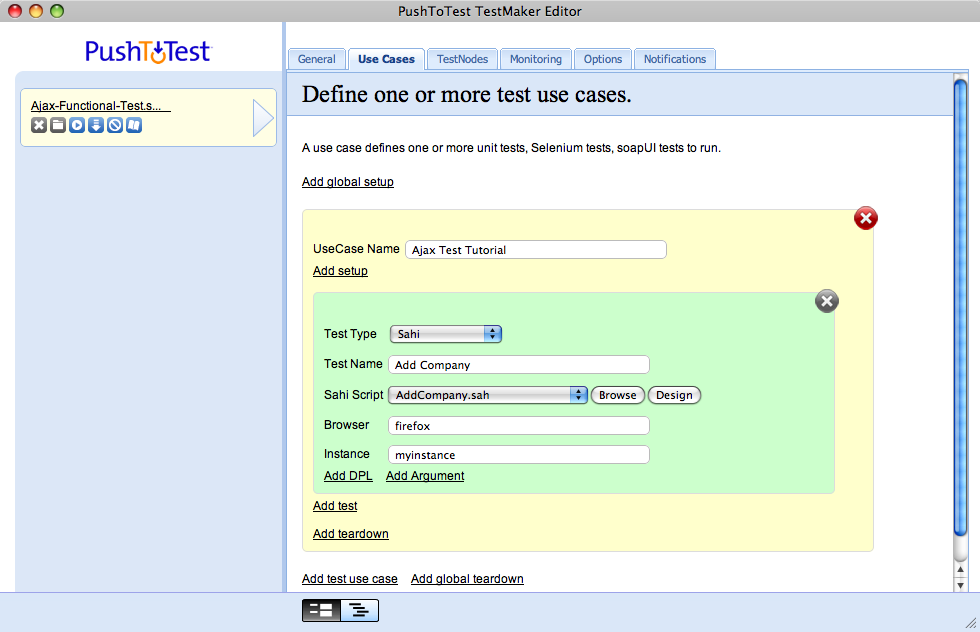 PushToTest TestMaker Editor
PushToTest
General Use Cases TestNodes Monitoring Options Notifications
Ajax-Functional-Test.s...
Define one or more test use cases.
A use case defines one or more unit tests, Selenium tests, soapUI tests to run.
Add global setup
UseCase Name Ajax Test Tutorial
Add setup
Test Type Sahi
Test Name Add Company
Sahi Script AddCompany.sah Browse Design
Browser firefox
Instance myinstance
Add DPL Add Argument
Add test
Add teardown
Add test use case Add global teardown